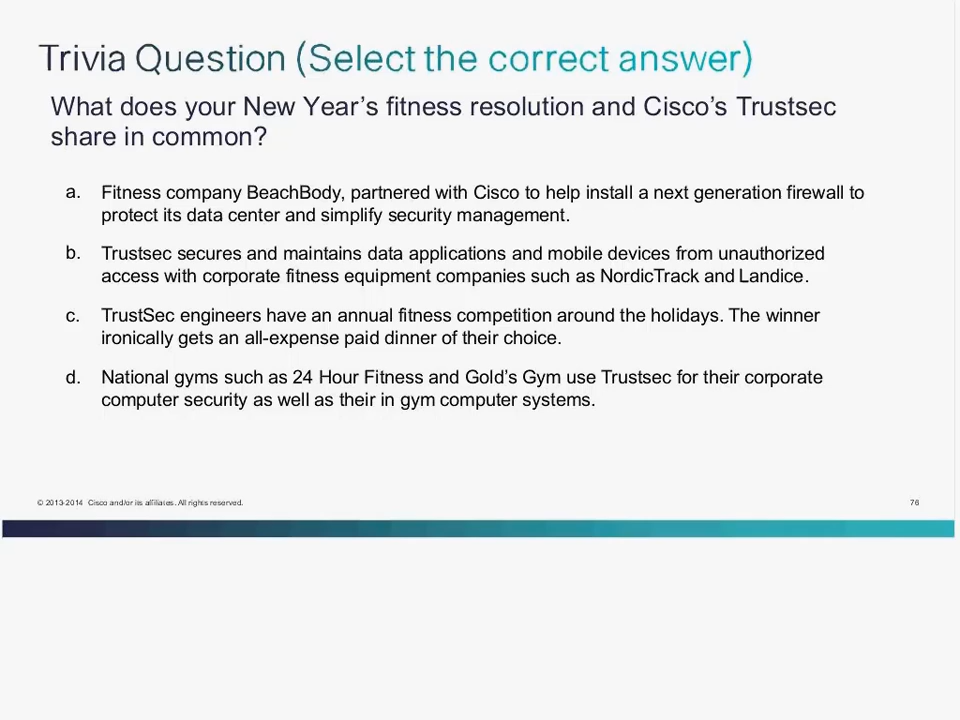 Trivia Question (Select the correct answer)
What does your New Year's fitness resolution and Cisco's Trustsec
share in common?
a. Fitness company BeachBody, partnered with Cisco to help install a next generation firewall to
protect its data center and simplify security management.
b. Trustsec secures and maintains data applications and mobile devices from unauthorized
access with corporate fitness equipment companies such as NordicTrack and Landice.
c. TrustSec engineers have an annual fitness competition around the holidays. The winner
ironically gets an all-expense paid dinner of their choice.
d. National gyms such as 24 Hour Fitness and Gold's Gym use Trustsec for their corporate
computer security as well as their in gym computer systems.
© 2013-2014 Cisco and/or its affiliates. All rights reserved. 76